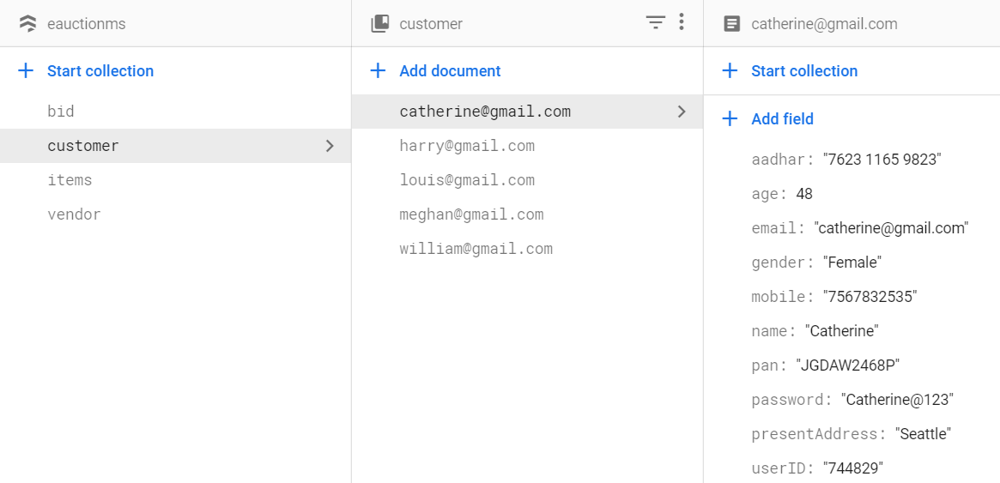 eauctionms
Start collection
bid
customer
items
vendor
customer
Add document
catherine@gmail.com
harry@gmail.com
louis@gmail.com
meghan@gmail.com
william@gmail.com
catherine@gmail.com
Start collection
Add field
aadhar: "7623 1165 9823"
age: 48
email: "catherine@gmail.com"
gender: "Female"
mobile: "7567832535"
name: "Catherine"
pan: "JGDAW2468P"
password: "Catherine@123"
presentAddress: "Seattle"
userID: "744829"